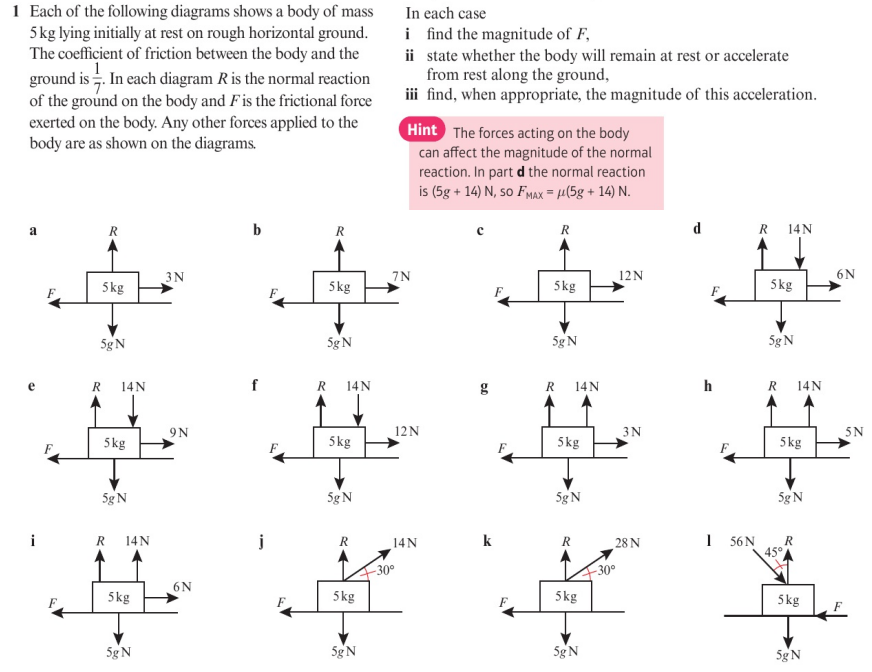 1 Each of the following diagrams shows a body of mass
5 kg lying initially at rest on rough horizontal ground.
The coefficient of friction between the body and the
ground is 1/7. In each diagram R is the normal reaction
of the ground on the body and F is the frictional force
exerted on the body. Any other forces applied to the
body are as shown on the diagrams.
In each case
i find the magnitude of F,
ii state whether the body will remain at rest or accelerate
from rest along the ground,
iii find, when appropriate, the magnitude of this acceleration.
Hint The forces acting on the body
can affect the magnitude of the normal
reaction. In part d the normal reaction
is (5g + 14) N, so FMAX = μ(5g + 14) N.
a
R
3 N
F
5 kg
5g N
b
R
7 N
F
5 kg
5g N
c
R
12 N
F
5 kg
5g N
d
R 14 N
6 N
F
5 kg
5g N
e
R 14 N
9 N
F
5 kg
5g N
f
R 14 N
12 N
F
5 kg
5g N
g
R 14 N
3 N
F
5 kg
5g N
h
R 14 N
5 N
F
5 kg
5g N
i
R 14 N
6 N
F
5 kg
5g N
j
R 14 N
30°
F
5 kg
5g N
k
R 28 N
30°
F
5 kg
5g N
l
56 N R
45°
5 kg
F
5g N